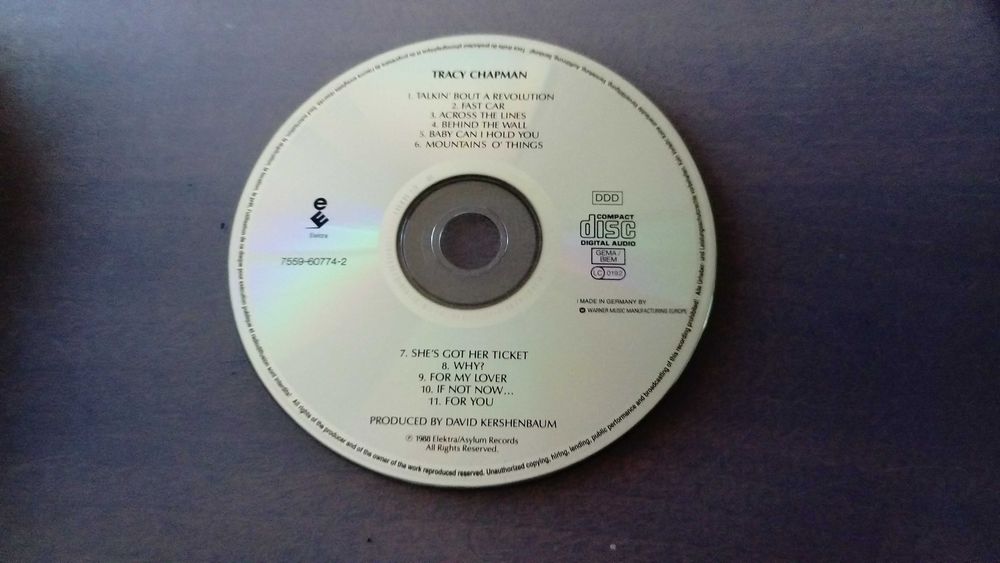 TRACY CHAPMAN
1. TALKIN' BOUT A REVOLUTION
2. FAST CAR
3. ACROSS THE LINES
4. BEHIND THE WALL
5. BABY CAN I HOLD YOU
6. MOUNTAINS O' THINGS
Elektra
7559-60774-2
DDD
COMPACT
disc
DIGITAL AUDIO
GEMA/
BIEM
LC 0192
MADE IN GERMANY BY
WARNER MUSIC MANUFACTURING EUROPE
7. SHE'S GOT HER TICKET
8. WHY?
9. FOR MY LOVER
10. IF NOT NOW...
11. FOR YOU
PRODUCED BY DAVID KERSHENBAUM
℗ 1988 Elektra/Asylum Records
All Rights Reserved.
All rights of the producer and of the owner of the work reproduced reserved. Unauthorized copying, hiring, lending, public performance and broadcasting of this recording prohibited!